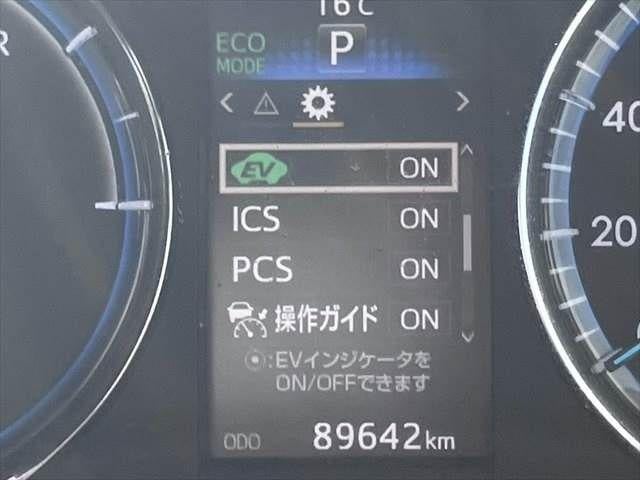 16℃
ECO
MODE
P
R
EV ON
ICS ON
PCS ON
操作ガイド ON
:EVインジケータを
ON/OFFできます
ODO 89642km
40
20